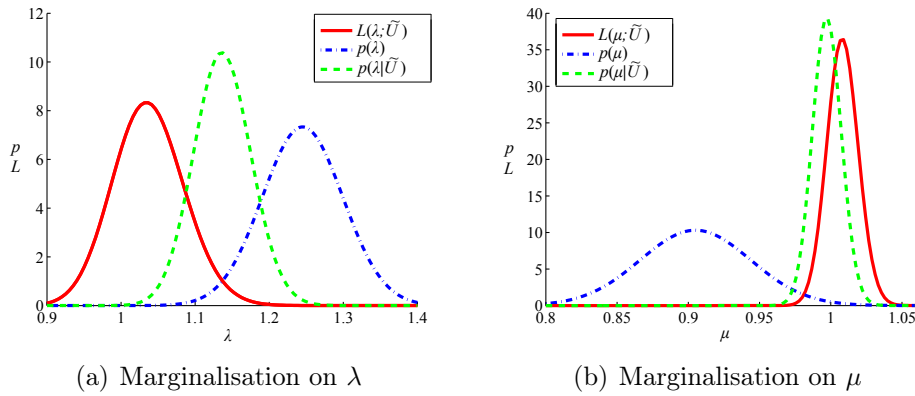 12
10
8
6
4
2
0
p
L
0.9 1 1.1 1.2 1.3 1.4
λ
L(λ;Ũ)
p(λ)
p(λ|Ũ)
(a) Marginalisation on λ
40
35
30
25
20
15
10
5
0
p
L
0.8 0.85 0.9 0.95 1 1.05
μ
L(μ;Ũ)
p(μ)
p(μ|Ũ)
(b) Marginalisation on μ